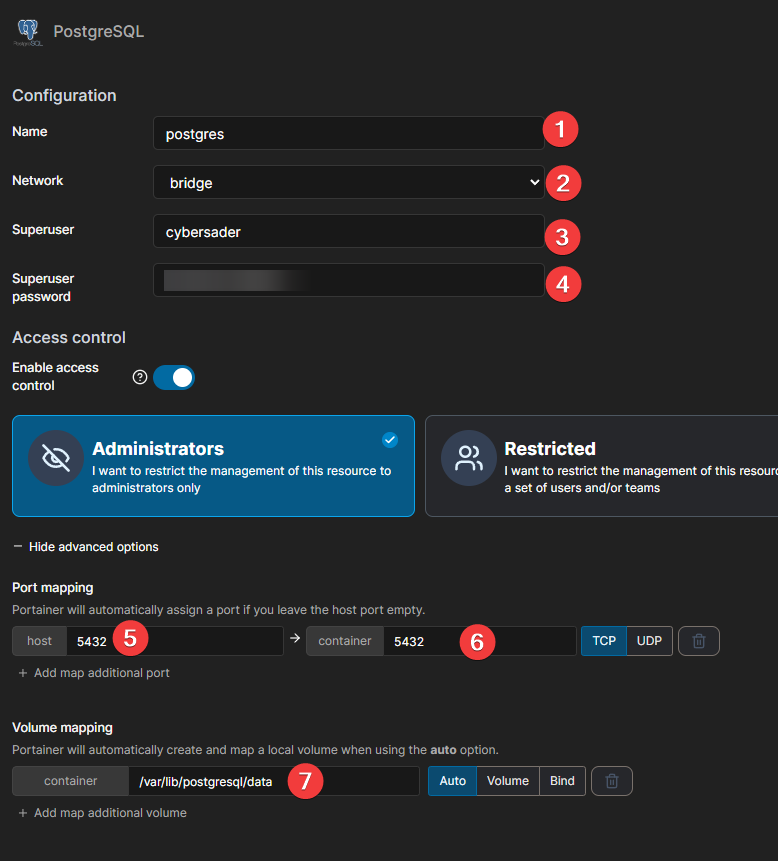 PostgreSQL
Configuration
Name
postgres
1
Network
bridge
2
Superuser
cybersader
3
Superuser
password
4
Access control
Enable access
control
Administrators
I want to restrict the management of this resource to
administrators only
Restricted
I want to restrict the management of this resour
a set of users and/or teams
Hide advanced options
Port mapping
Portainer will automatically assign a port if you leave the host port empty.
host 5432 5 → container 5432 6 TCP UDP
+ Add map additional port
Volume mapping
Portainer will automatically create and map a local volume when using the auto option.
container /var/lib/postgresql/data 7 Auto Volume Bind
+ Add map additional volume